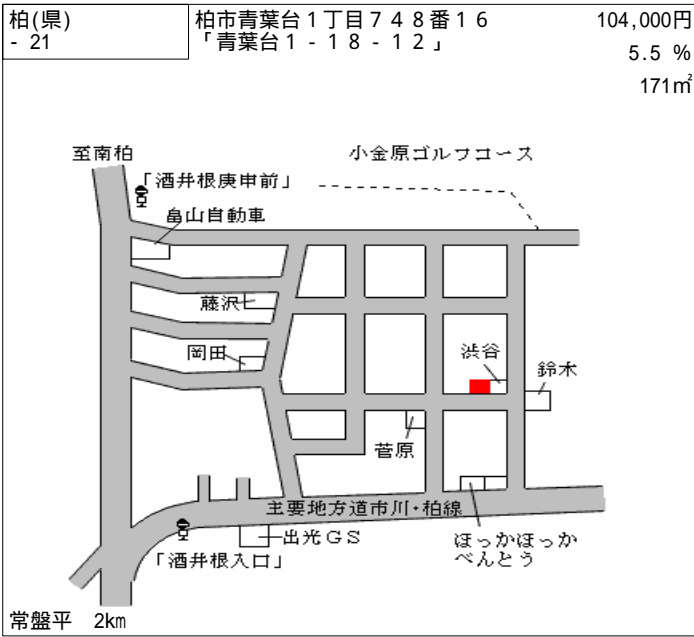 柏(県)
- 21
柏市青葉台1丁目748番16
「青葉台1 - 18 - 12」
104,000円
5.5 %
171㎡
至南柏
小金原ゴルフコース
「酒井根庚申前」
畠山自動車
藤沢
岡田
渋谷
鈴木
菅原
主要地方道市川・柏線
出光GS
ほっかほっか
べんとう
「酒井根入口」
常盤平 2km